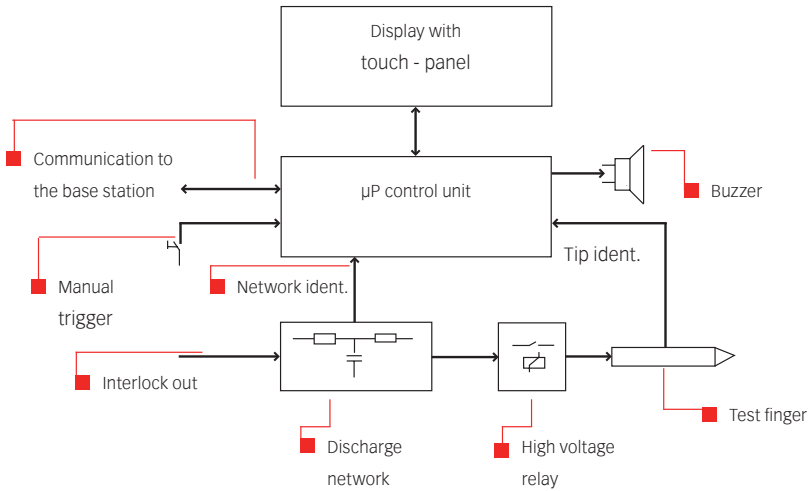 Display with
touch - panel
Communication to
the base station
µP control unit
Buzzer
Tip ident.
Manual
trigger
Network ident.
Interlock out
Test finger
Discharge
network
High voltage
relay